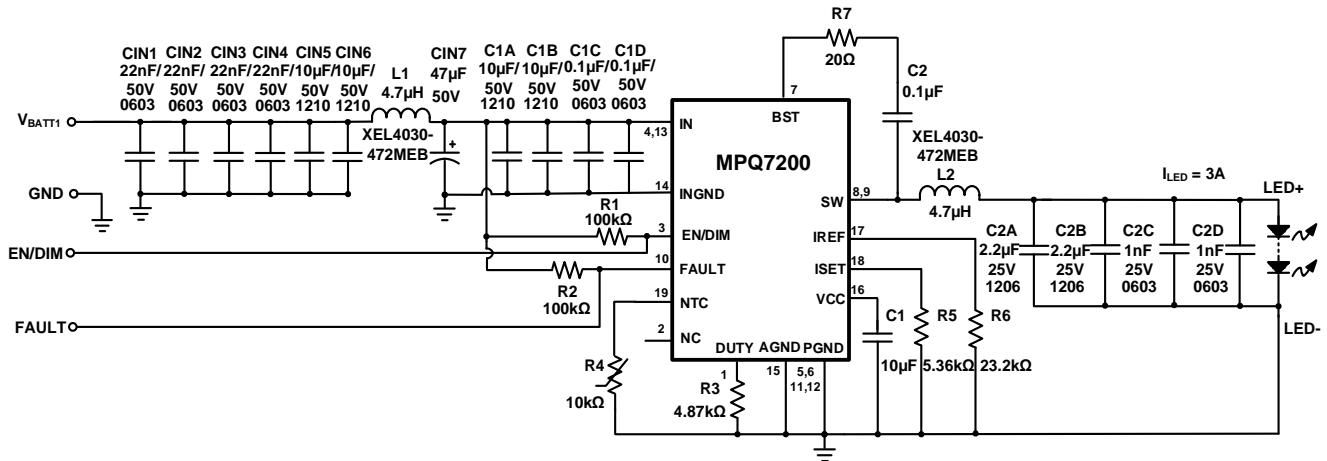 R7
20Ω
C2
0.1µF
CIN1
22nF/
50V
0603
CIN2
22nF/
50V
0603
CIN3
22nF/
50V
0603
CIN4
22nF/
50V
0603
CIN5
10µF/
50V
1210
CIN6
10µF/
50V
1210
L1
4.7µH
XEL4030-
472MEB
CIN7
47µF
50V
+
C1A
10µF/
50V
1210
C1B
10µF/
50V
1210
C1C
0.1µF/
50V
0603
C1D
0.1µF/
50V
0603
VBATT1
GND
EN/DIM
FAULT
R1
100kΩ
R2
100kΩ
R4
10kΩ
7
BST
MPQ7200
4,13
IN
14
INGND
3
EN/DIM
10
FAULT
19
NTC
2
NC
DUTY
AGND
PGND
1
15
5,6
11,12
R3
4.87kΩ
SW
8,9
IREF
17
ISET
18
VCC
16
XEL4030-
472MEB
L2
4.7µH
C1
10µF
R5
5.36kΩ
R6
23.2kΩ
ILED = 3A
C2A
2.2µF
25V
1206
C2B
2.2µF
25V
1206
C2C
1nF
25V
0603
C2D
1nF
25V
0603
LED+
LED-